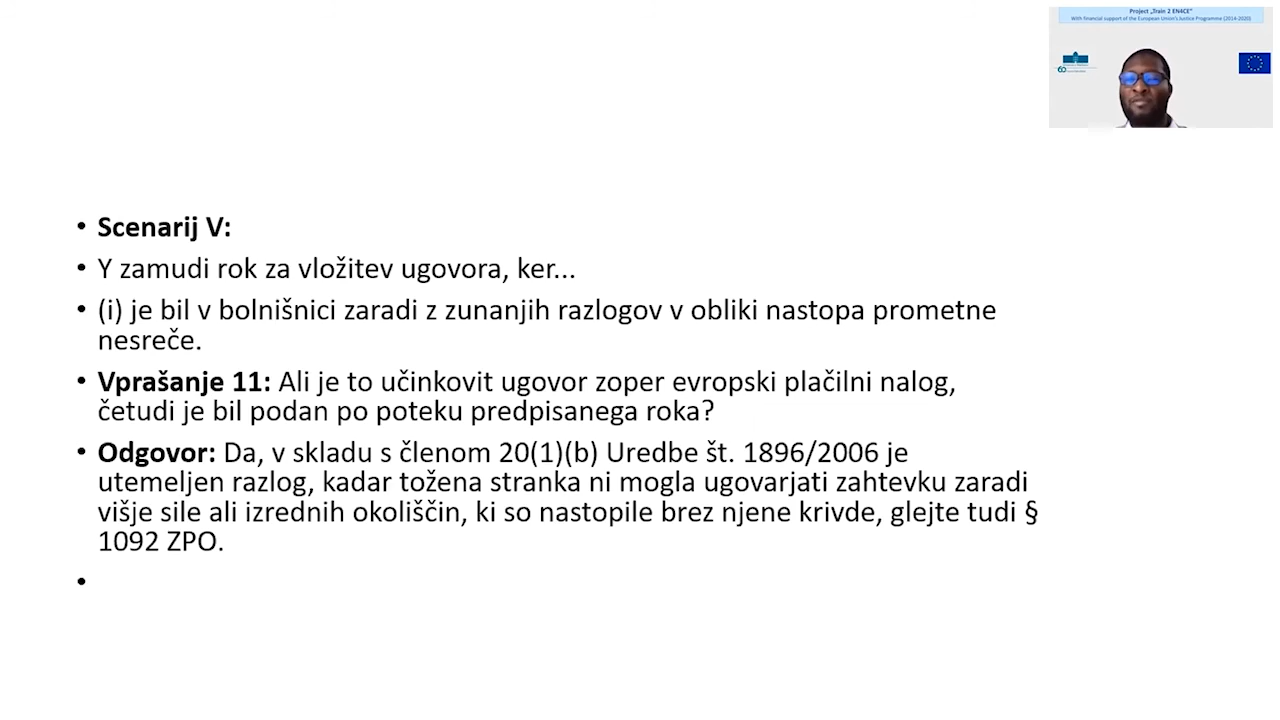 Project „Train 2 EN4CE“
With financial support of the European Union's Justice Programme (2014-2020)
• Scenarij V:
• Y zamudi rok za vložitev ugovora, ker...
• (i) je bil v bolnišnici zaradi z zunanjih razlogov v obliki nastopa prometne
nesreče.
• Vprašanje 11: Ali je to učinkovit ugovor zoper evropski plačilni nalog,
četudi je bil podan po poteku predpisanega roka?
• Odgovor: Da, v skladu s členom 20(1)(b) Uredbe št. 1896/2006 je
utemeljen razlog, kadar tožena stranka ni mogla ugovarjati zahtevku zaradi
višje sile ali izrednih okoliščin, ki so nastopile brez njene krivde, glejte tudi §
1092 ZPO.
•